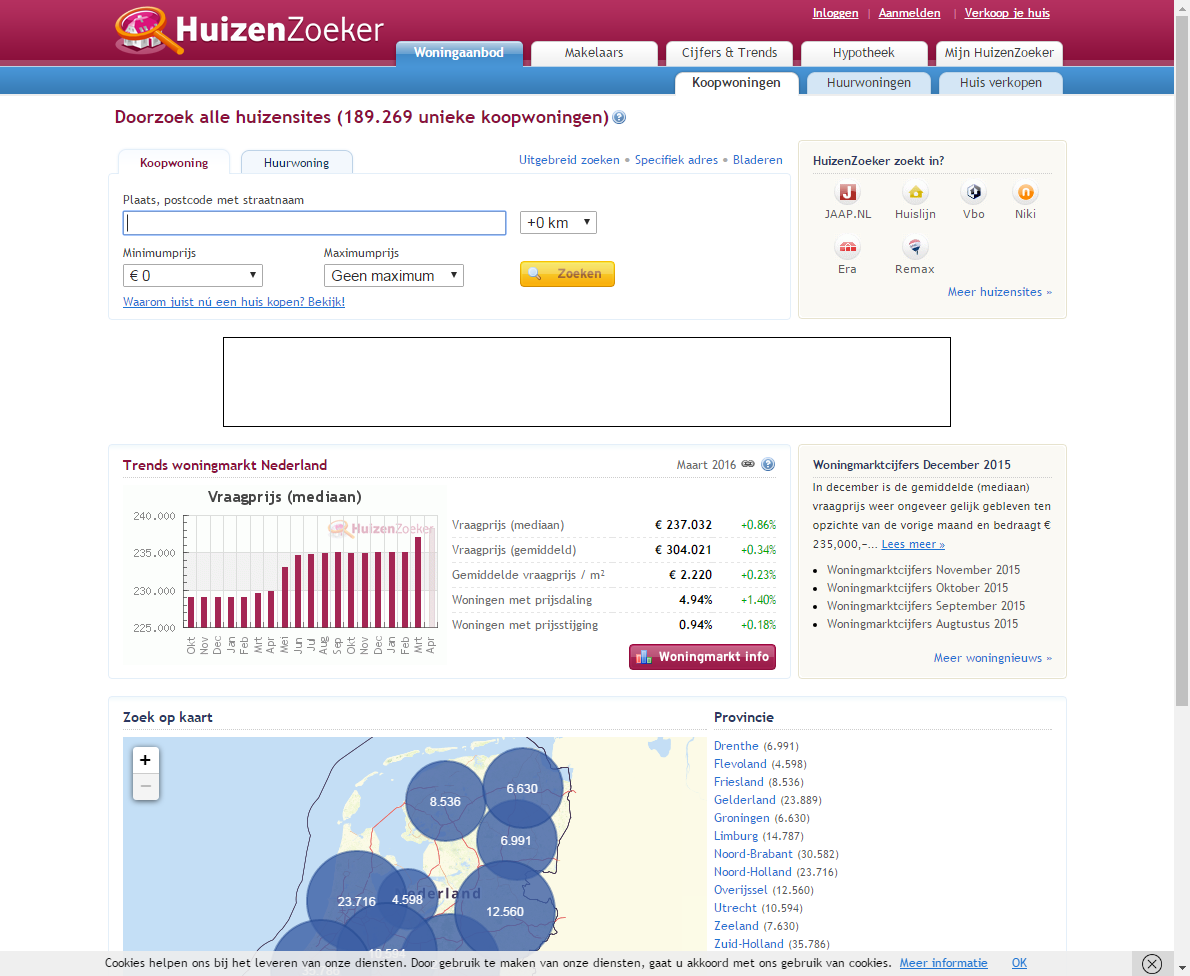 Inloggen | Aanmelden | Verkoop je huis
HuizenZoeker
Woningaanbod Makelaars Cijfers & Trends Hypotheek Mijn HuizenZoeker
Koopwoningen Huurwoningen Huis verkopen
Doorzoek alle huizensites (189.269 unieke koopwoningen)
Koopwoning Huurwoning
Uitgebreid zoeken • Specifiek adres • Bladeren
Plaats, postcode met straatnaam
+0 km
Minimumprijs Maximumprijs
€ 0 Geen maximum Zoeken
Waarom juist nú een huis kopen? Bekijk!
HuizenZoeker zoekt in?
JAAP.NL Huislijn Vbo Niki
Era Remax
Meer huizensites »
Trends woningmarkt Nederland
Maart 2016
Vraagprijs (mediaan)
HuizenZoeker
240.000
235.000
230.000
225.000
Okt Nov Dec Jan Feb Mrt Apr Mei Jun Jul Aug Sep Okt Nov Dec Jan Feb Mrt Apr
Vraagprijs (mediaan) € 237.032 +0.86%
Vraagprijs (gemiddeld) € 304.021 +0.34%
Gemiddelde vraagprijs / m² € 2.220 +0.23%
Woningen met prijsdaling 4.94% +1.40%
Woningen met prijsstijging 0.94% +0.18%
Woningmarkt info
Woningmarktcijfers December 2015
In december is de gemiddelde (mediaan)
vraagprijs weer ongeveer gelijk gebleven ten
opzichte van de vorige maand en bedraagt €
235,000,-... Lees meer »
Woningmarktcijfers November 2015
Woningmarktcijfers Oktober 2015
Woningmarktcijfers September 2015
Woningmarktcijfers Augtustus 2015
Meer woningnieuws »
Zoek op kaart
+
−
8.536
6.630
6.991
23.716
4.598
Nederland
12.560
Provincie
Drenthe (6.991)
Flevoland (4.598)
Friesland (8.536)
Gelderland (23.889)
Groningen (6.630)
Limburg (14.787)
Noord-Brabant (30.582)
Noord-Holland (23.716)
Overijssel (12.560)
Utrecht (10.594)
Zeeland (7.630)
Zuid-Holland (35.786)
Cookies helpen ons bij het leveren van onze diensten. Door gebruik te maken van onze diensten, gaat u akkoord met ons gebruik van cookies. Meer informatie OK